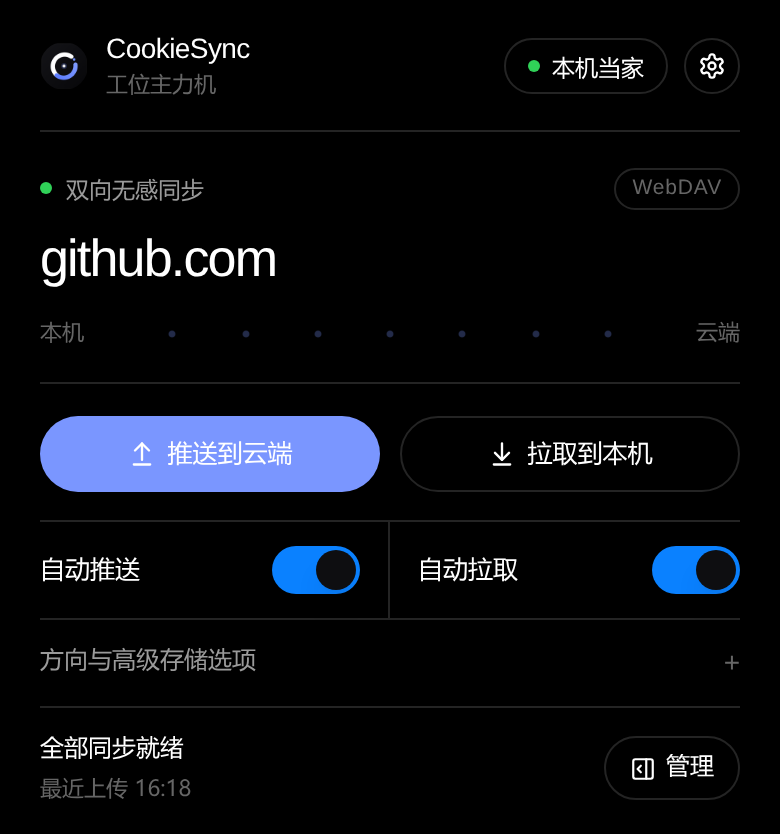 CookieSync
工位主力机
本机当家
双向无感同步
WebDAV
github.com
本机
云端
推送到云端
拉取到本机
自动推送
自动拉取
方向与高级存储选项
+
全部同步就绪
最近上传 16:18
管理